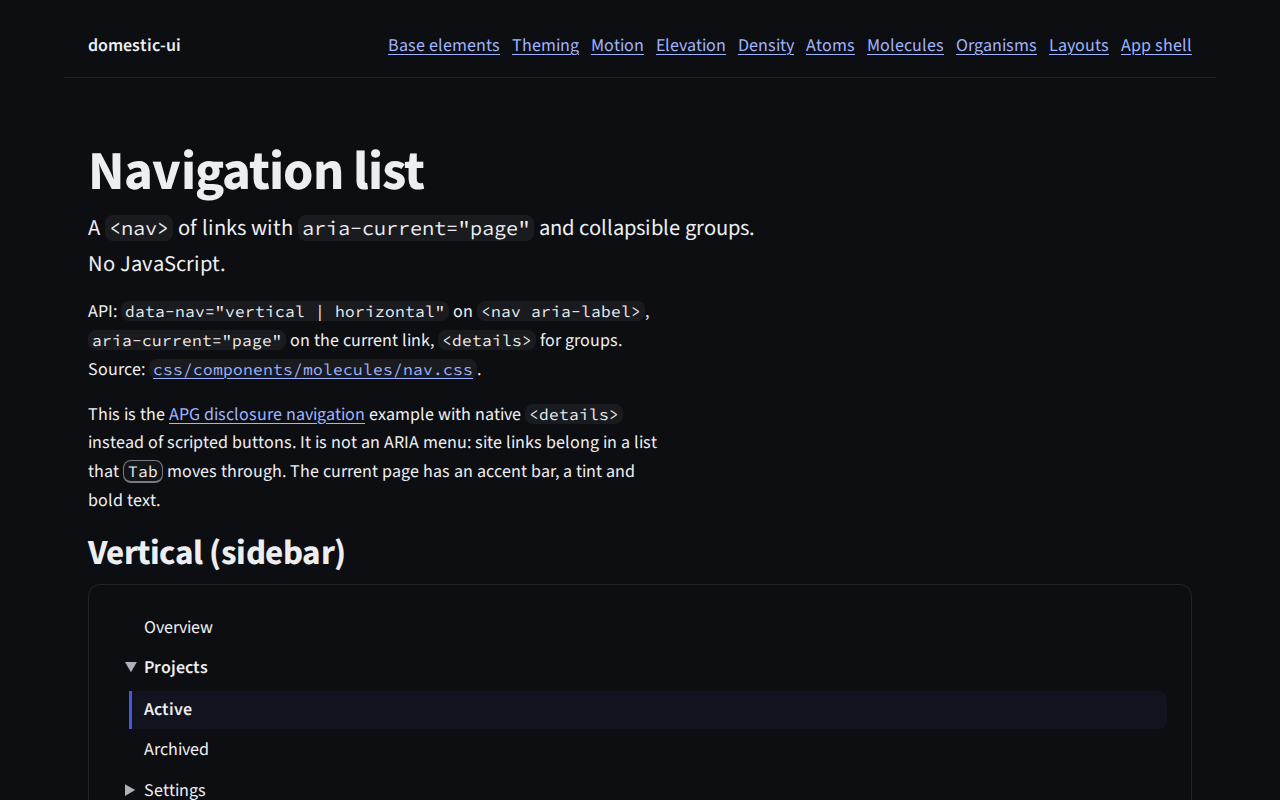 domestic-ui
Base elements Theming Motion Elevation Density Atoms Molecules Organisms Layouts App shell
Navigation list
A <nav> of links with aria-current="page" and collapsible groups.
No JavaScript.
API: data-nav="vertical | horizontal" on <nav aria-label>,
aria-current="page" on the current link, <details> for groups.
Source: css/components/molecules/nav.css.
This is the APG disclosure navigation example with native <details>
instead of scripted buttons. It is not an ARIA menu: site links belong in a list
that Tab moves through. The current page has an accent bar, a tint and
bold text.
Vertical (sidebar)
Overview
Projects
Active
Archived
Settings